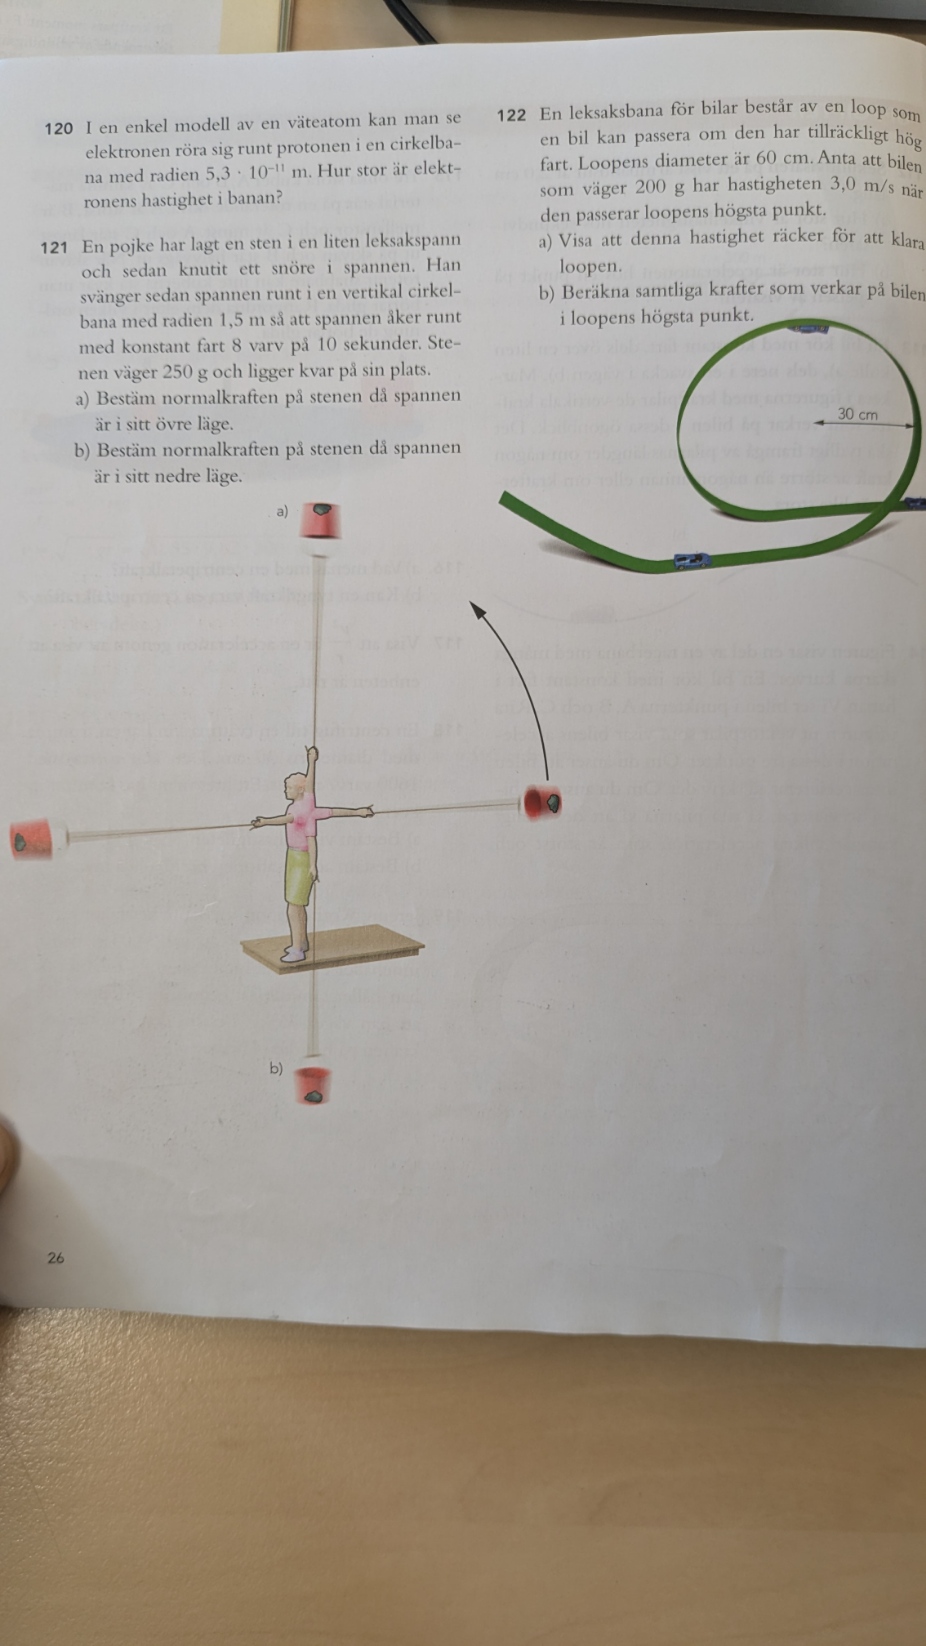 120 I en enkel modell av en väteatom kan man se
elektronen röra sig runt protonen i en cirkelba-
na med radien 5,3 · 10⁻¹¹ m. Hur stor är elekt-
ronens hastighet i banan?
121 En pojke har lagt en sten i en liten leksakspann
och sedan knutit ett snöre i spannen. Han
svänger sedan spannen runt i en vertikal cirkel-
bana med radien 1,5 m så att spannen åker runt
med konstant fart 8 varv på 10 sekunder. Ste-
nen väger 250 g och ligger kvar på sin plats.
a) Bestäm normalkraften på stenen då spannen
är i sitt övre läge.
b) Bestäm normalkraften på stenen då spannen
är i sitt nedre läge.
a)
b)
26
122 En leksaksbana för bilar består av en loop som
en bil kan passera om den har tillräckligt hög
fart. Loopens diameter är 60 cm. Anta att bilen
som väger 200 g har hastigheten 3,0 m/s när
den passerar loopens högsta punkt.
a) Visa att denna hastighet räcker för att klara
loopen.
b) Beräkna samtliga krafter som verkar på bilen
i loopens högsta punkt.
30 cm